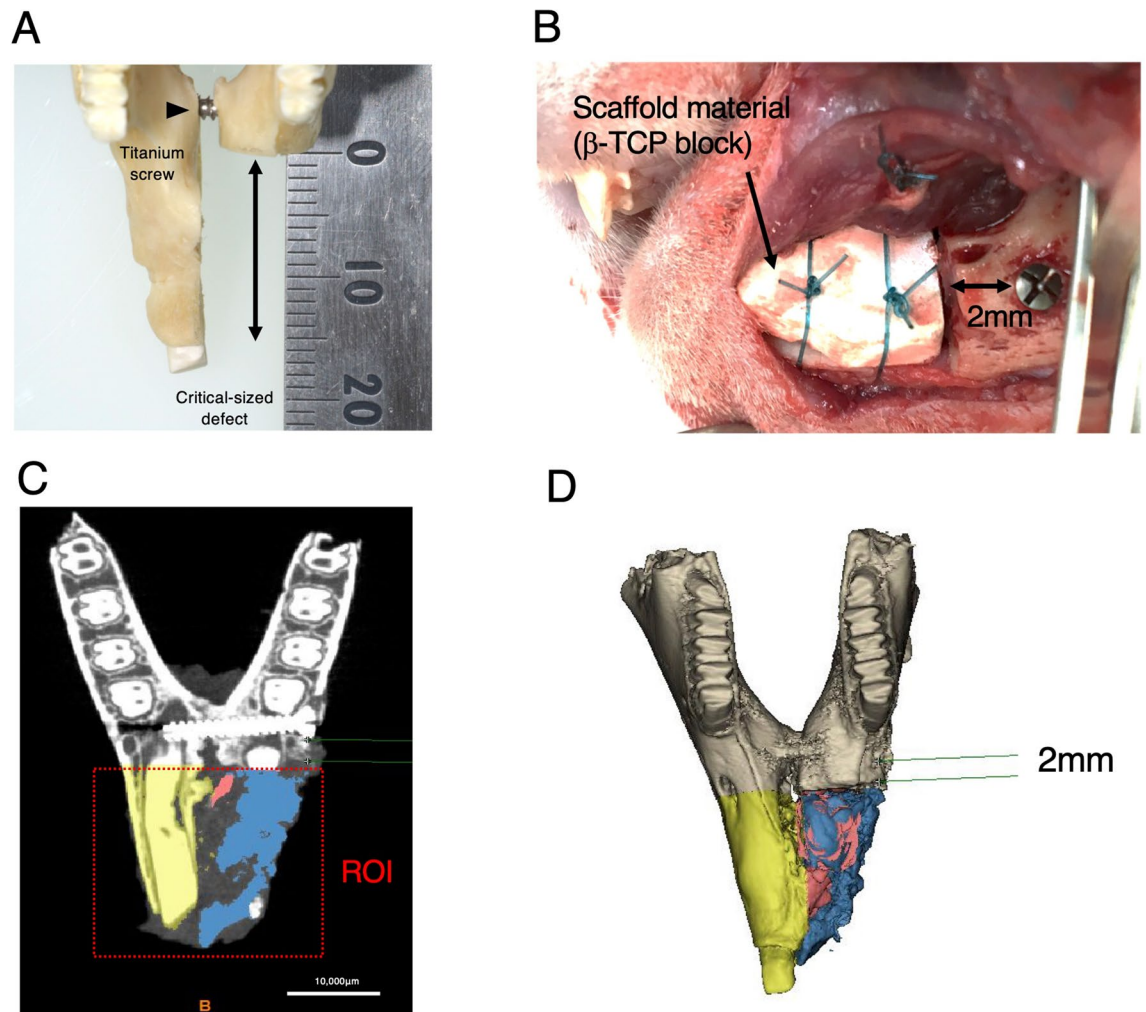 A
Titanium
screw
Critical-sized
defect
0
10
20
B
Scaffold material
(β-TCP block)
2mm
C
ROI
10,000µm
B
D
2mm